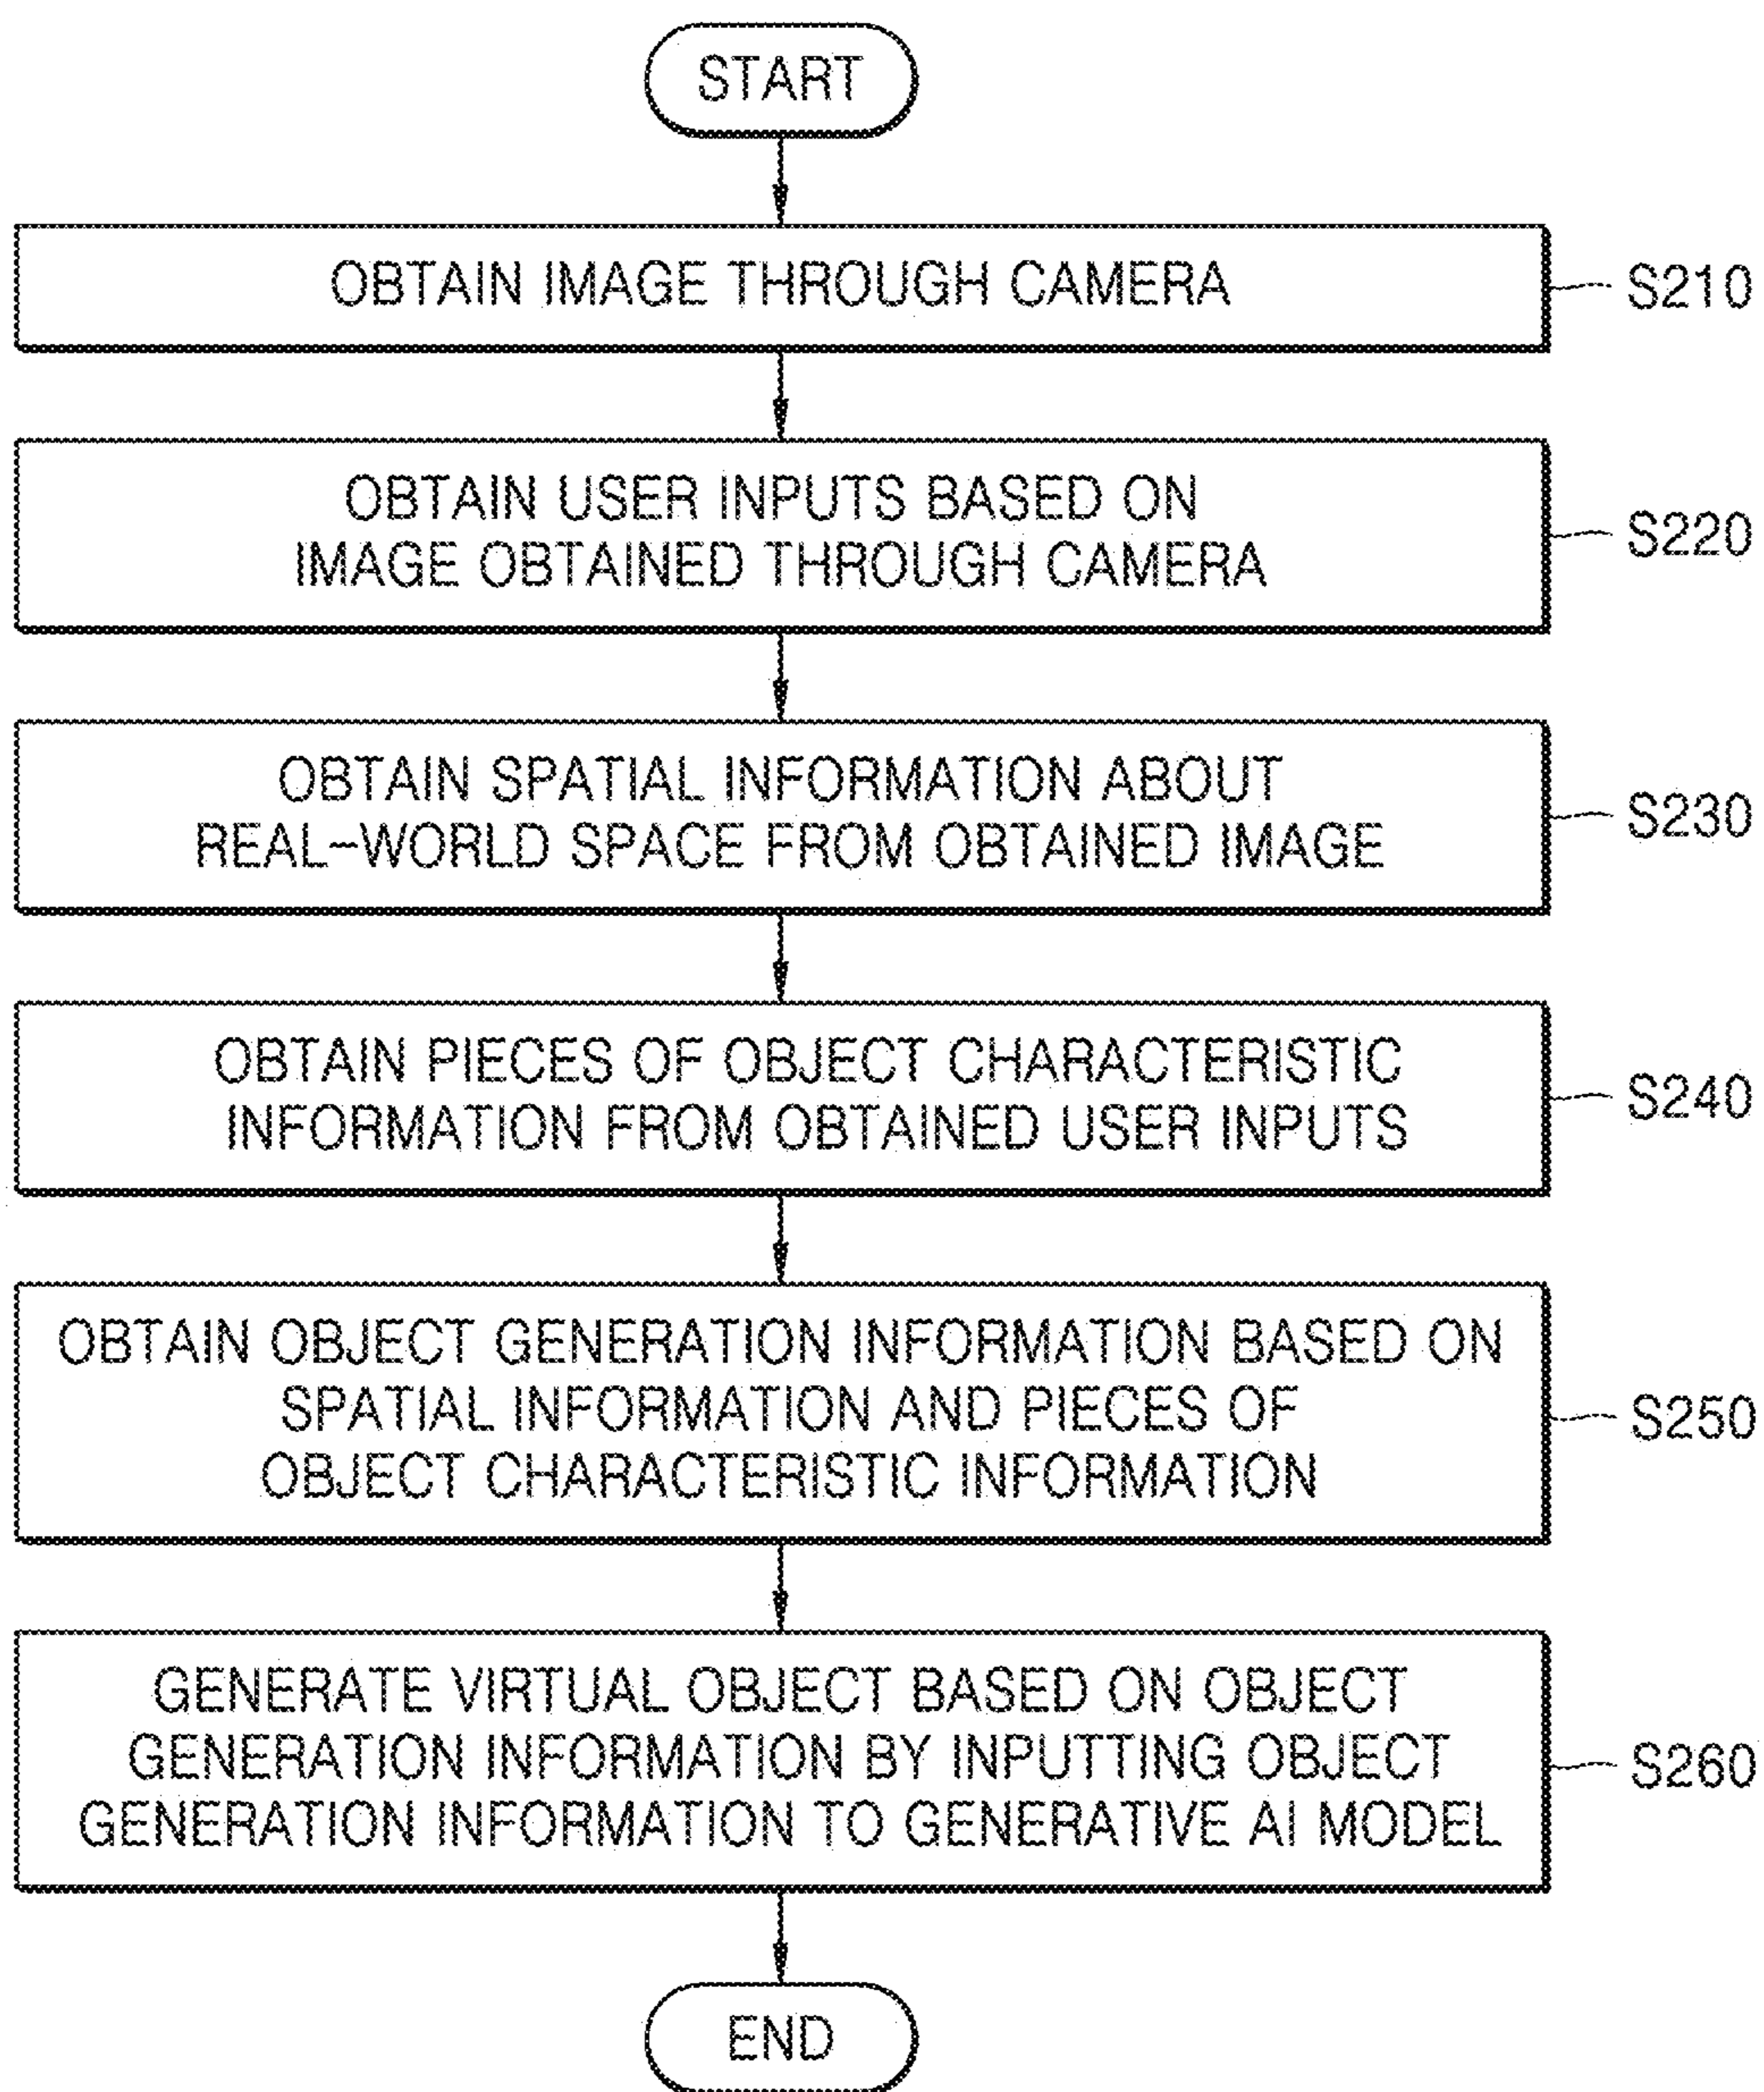 START
OBTAIN IMAGE THROUGH CAMERA
S210
OBTAIN USER INPUTS BASED ON
IMAGE OBTAINED THROUGH CAMERA
S220
OBTAIN SPATIAL INFORMATION ABOUT
REAL-WORLD SPACE FROM OBTAINED IMAGE
S230
OBTAIN PIECES OF OBJECT CHARACTERISTIC
INFORMATION FROM OBTAINED USER INPUTS
S240
OBTAIN OBJECT GENERATION INFORMATION BASED ON
SPATIAL INFORMATION AND PIECES OF
OBJECT CHARACTERISTIC INFORMATION
S250
GENERATE VIRTUAL OBJECT BASED ON OBJECT
GENERATION INFORMATION BY INPUTTING OBJECT
GENERATION INFORMATION TO GENERATIVE AI MODEL
S260
END